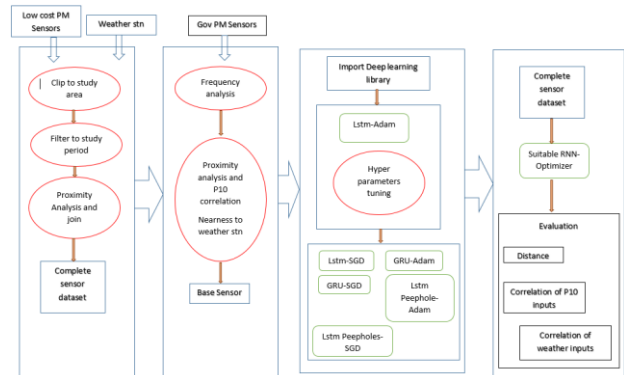 Low cost PM
Sensors
Weather stn
Clip to study
area
Filter to study
period
Proximity
Analysis and
join
Complete
sensor
dataset
Gov PM Sensors
Frequency
analysis
Proximity
analysis and
P10
correlation
Nearness to
weather stn
Base Sensor
Import Deep learning
library
Lstm-Adam
Hyper
parameters
tuning
Lstm-SGD
GRU-Adam
GRU-SGD
Lstm
Peephole-
Adam
Lstm Peepholes-
SGD
Complete
sensor
dataset
Suitable RNN-
Optimizer
Evaluation
Distance
Correlation of P10
inputs
Correlation of
weather inputs